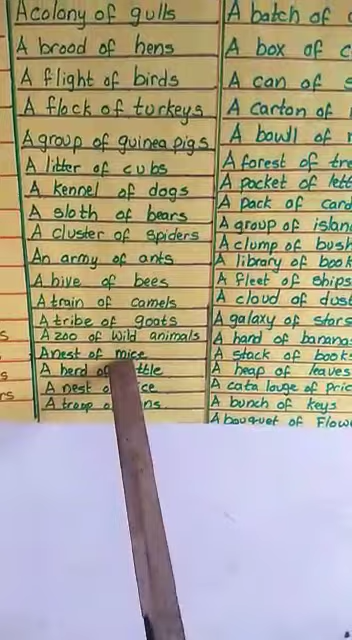 A colony of gulls
A brood of hens
A flight of birds
A flock of turkeys
A group of guinea pigs
A litter of cubs
A kennel of dogs
A sloth of bears
A cluster of spiders
An army of ants
A hive of bees
A train of camels
A tribe of goats
A zoo of wild animals
A nest of mice
A herd of
A nest
A troop
A batch of
A box of
A can of
A carton of
A bowll of
A forest of
A pocket of
A pack of
A group of
A clump of
A library of
A fleet of ships
A cloud of dust
A galaxy of stars
A hand of banana
A stack of books
A heap of leaves
A cata louge of
A bunch of keys
A bouquet of